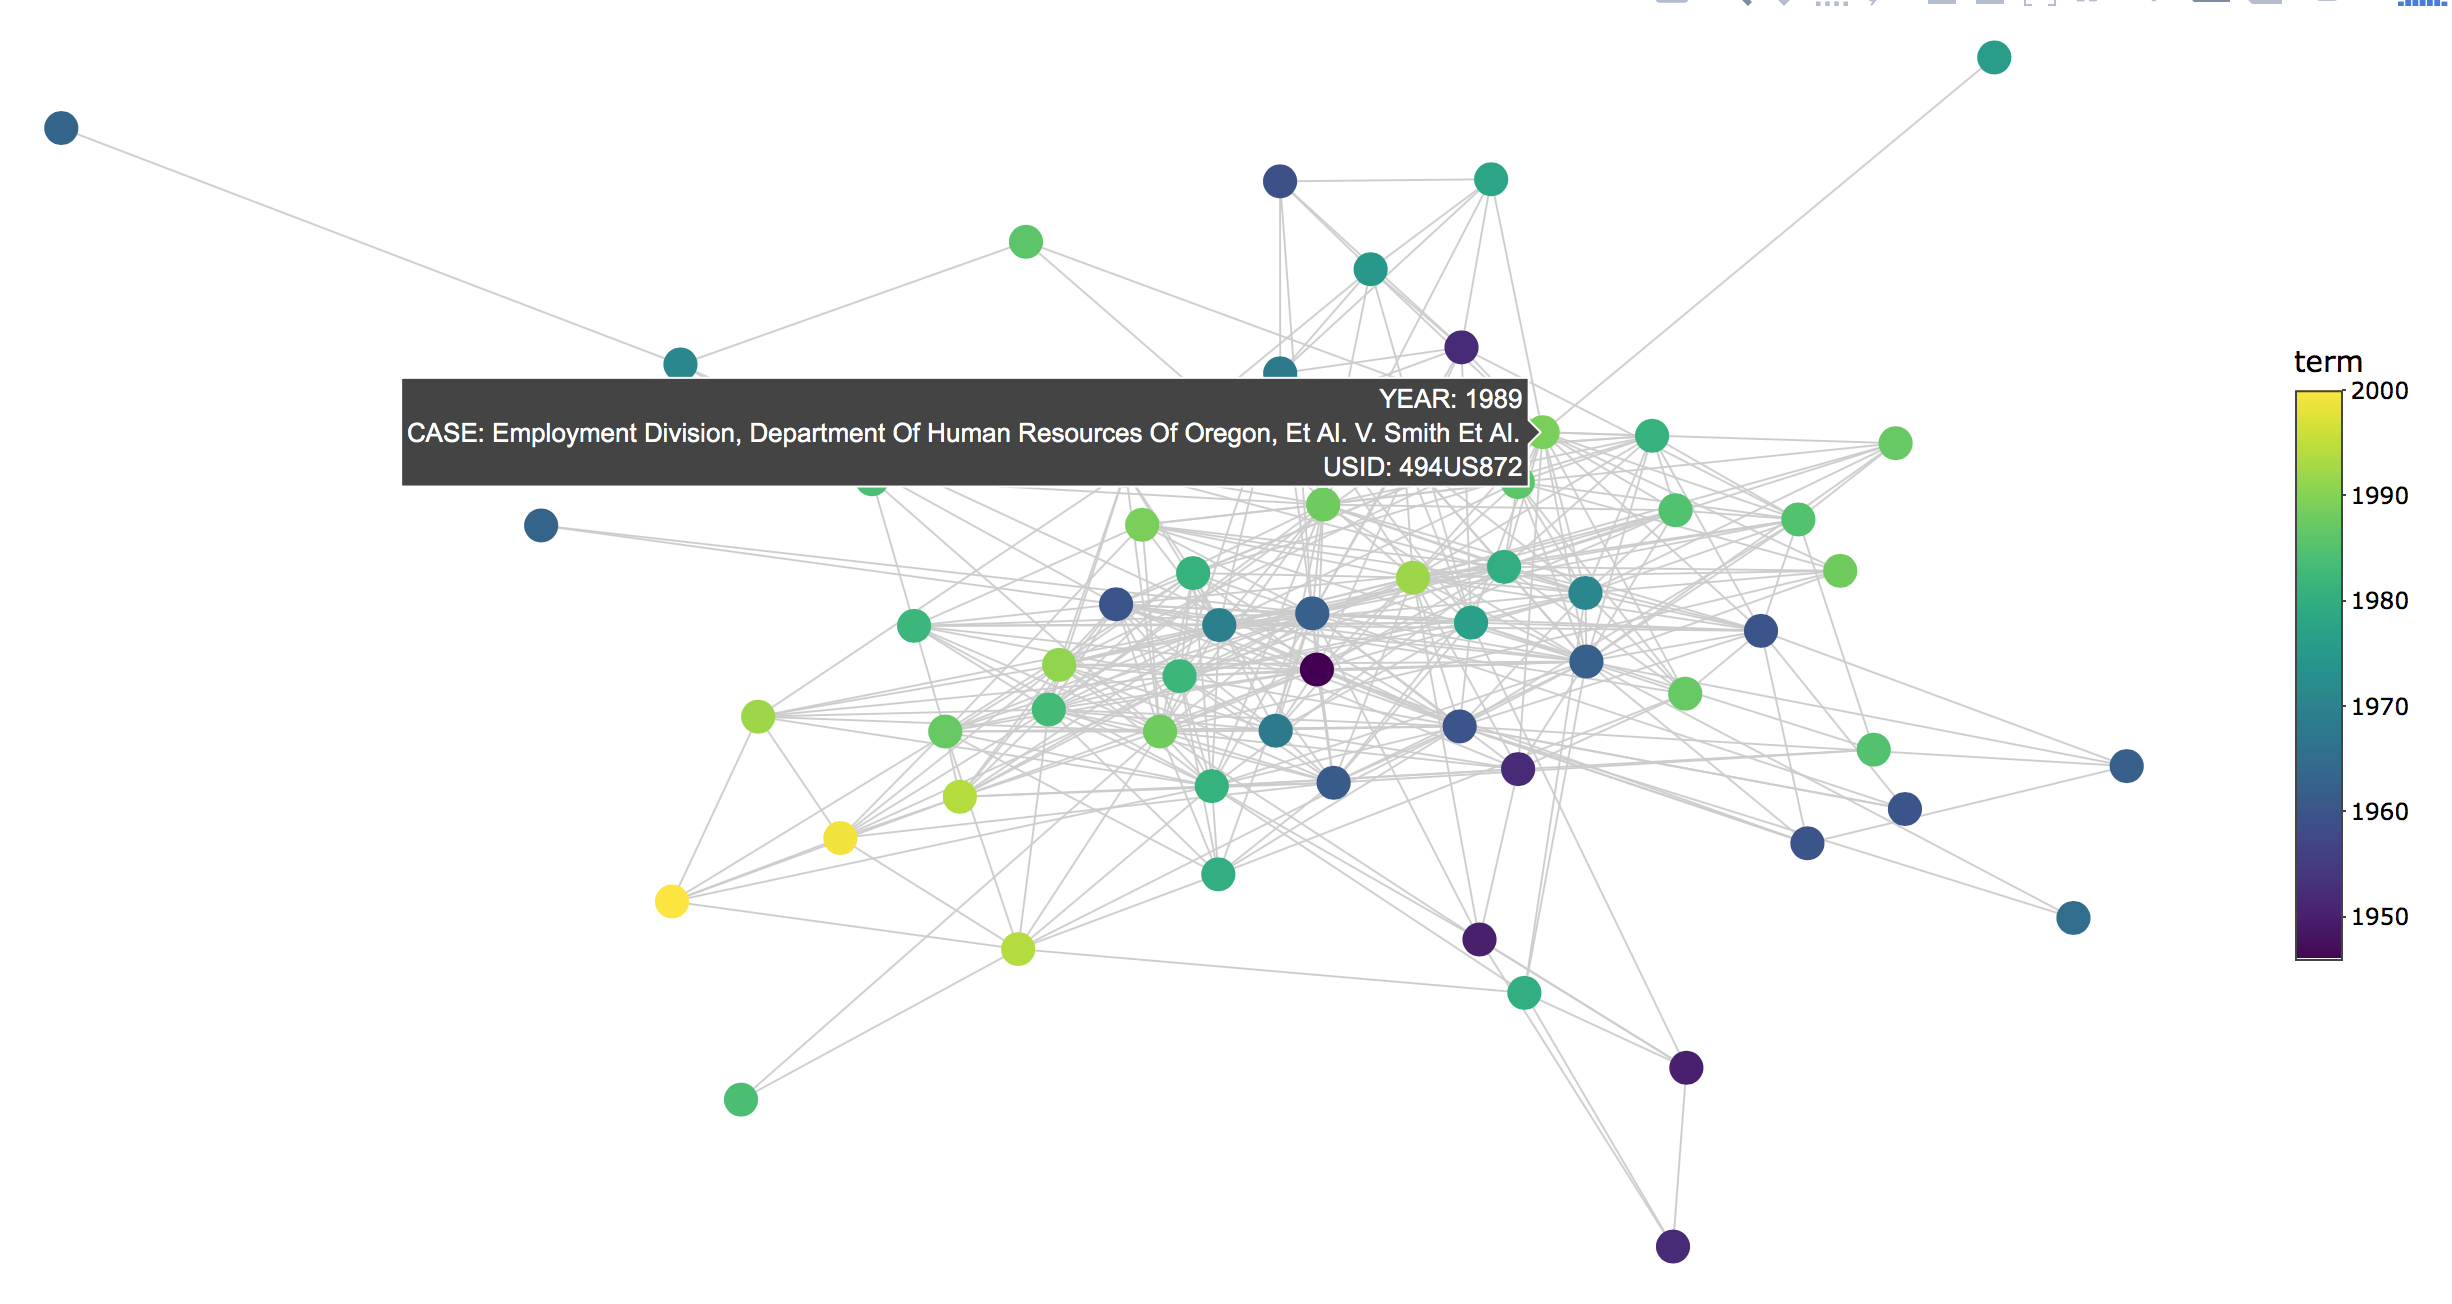 YEAR: 1989
CASE: Employment Division, Department Of Human Resources Of Oregon, Et Al. V. Smith Et Al.
USID: 494US872
term
2000
1990
1980
1970
1960
1950